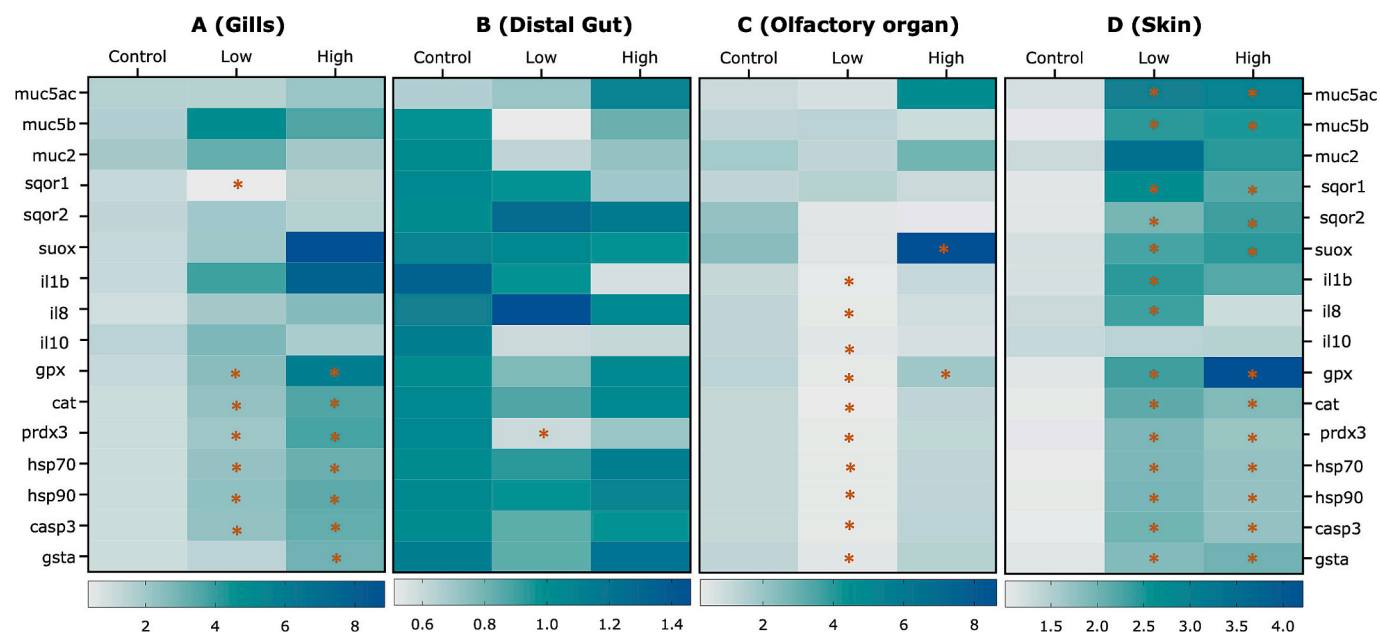 A (Gills) B (Distal Gut) C (Olfactory organ) D (Skin)
Control Low High Control Low High Control Low High Control Low High
muc5ac * * muc5ac
muc5b * * muc5b
muc2 muc2
sqor1 * * * sqor1
sqor2 * * sqor2
suox * * * suox
il1b * * il1b
il8 * * il8
il10 * il10
gpx * * * * * * gpx
cat * * * * * cat
prdx3 * * * * * * prdx3
hsp70 * * * * * hsp70
hsp90 * * * * * hsp90
casp3 * * * * * casp3
gsta * * * * gsta
2 4 6 8 0.6 0.8 1.0 1.2 1.4 2 4 6 8 1.5 2.0 2.5 3.0 3.5 4.0